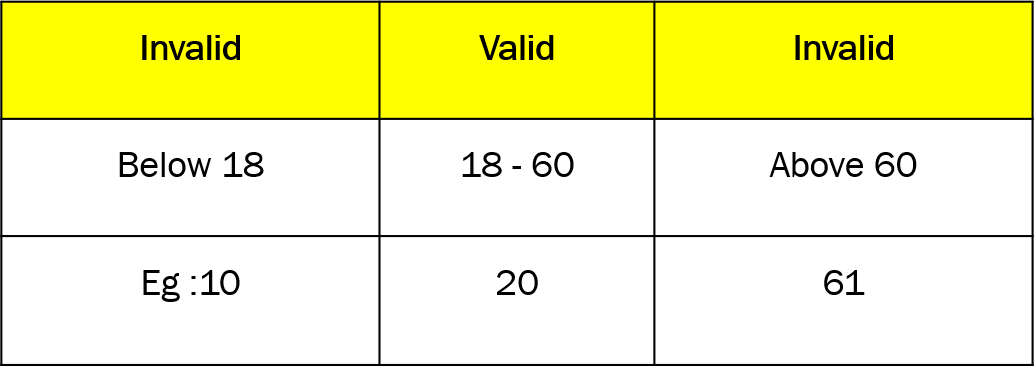 Invalid Valid Invalid
Below 18 18 - 60 Above 60
Eg :10 20 61